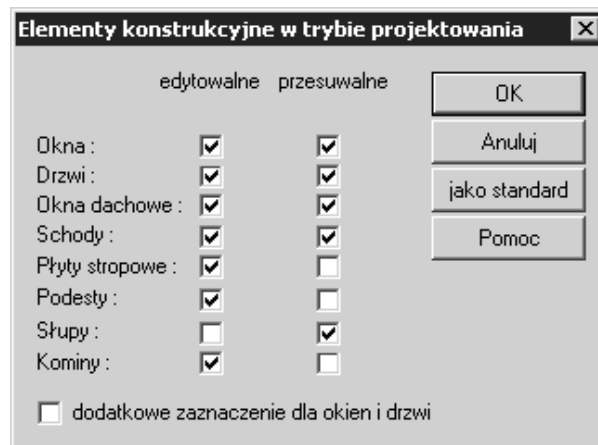 Elementy konstrukcyjne w trybie projektowania
edytowalne przesuwalne
OK
Okna :
Anuluj
Drzwi :
Okna dachowe :
jako standard
Schody :
Pomoc
Płyty stropowe :
Podesty :
Słupy :
Kominy :
dodatkowe zaznaczenie dla okien i drzwi